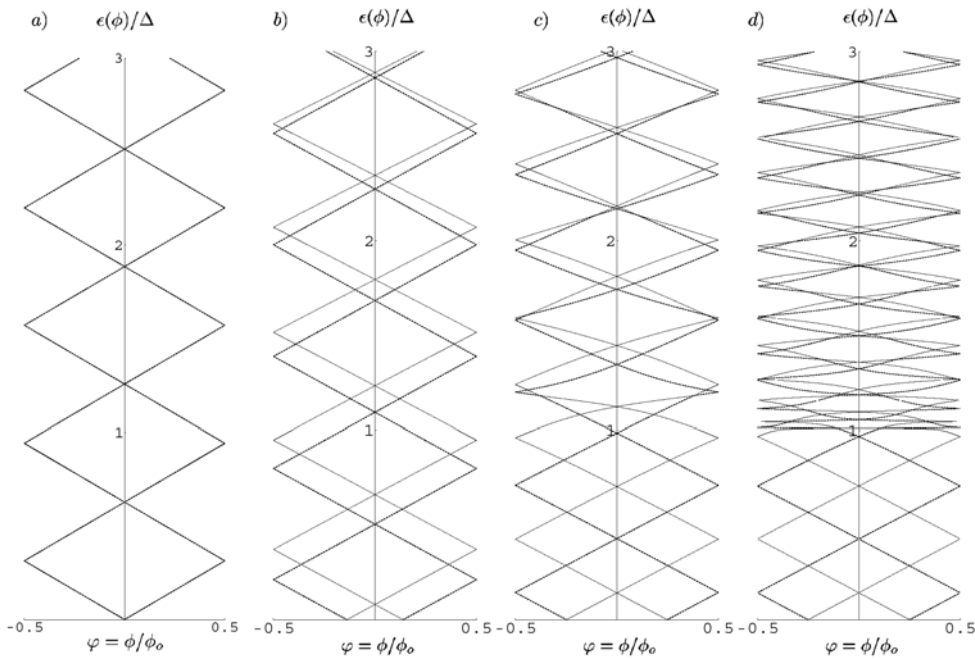 a) ϵ(φ)/Δ b) ϵ(φ)/Δ c) ϵ(φ)/Δ d) ϵ(φ)/Δ
3 3 3 3
2 2 2 2
1 1 1 1
-0.5 0.5 -0.5 0.5 -0.5 0.5 -0.5 0.5
φ = ϕ/ϕo φ = ϕ/ϕo φ = ϕ/ϕo φ = ϕ/ϕo